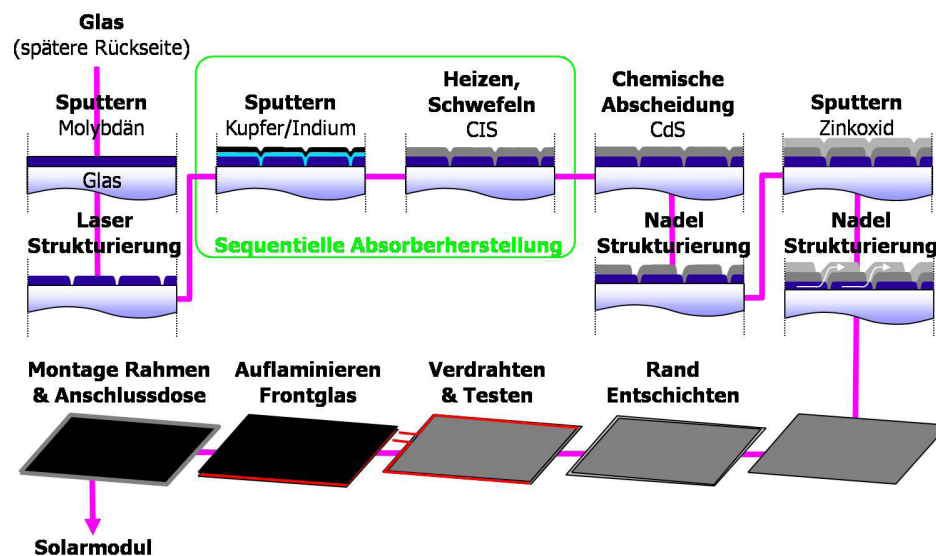 Glas
(spätere Rückseite)
Sputtern
Molybdän
Glas
Laser
Strukturierung
Sputtern
Kupfer/Indium
Heizen,
Schwefeln
CIS
Sequentielle Absorberherstellung
Chemische
Abscheidung
CdS
Nadel
Strukturierung
Sputtern
Zinkoxid
Nadel
Strukturierung
Montage Rahmen
& Anschlussdose
Auflaminieren
Frontglas
Verdrahten
& Testen
Rand
Entschichten
Solarmodul